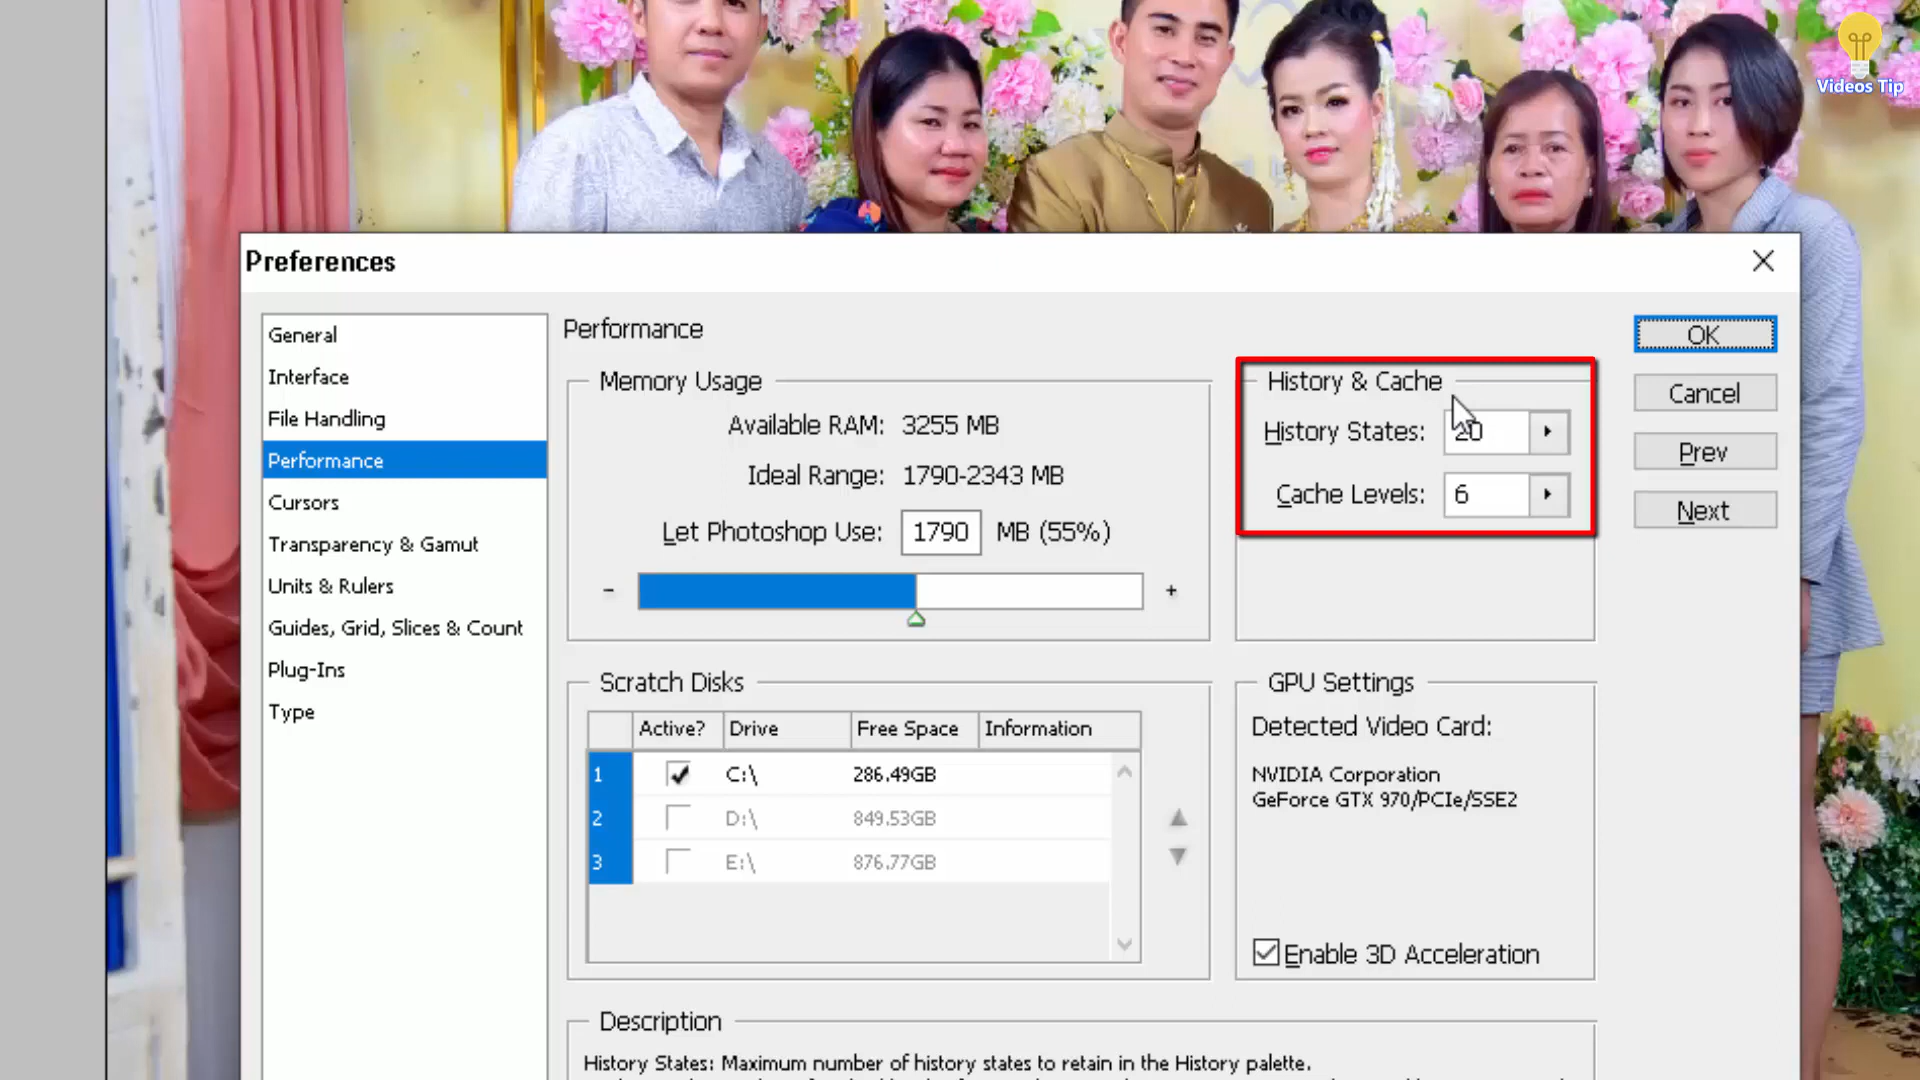 Videos Tip
Preferences
General
Interface
File Handling
Performance
Cursors
Transparency & Gamut
Units & Rulers
Guides, Grid, Slices & Count
Plug-Ins
Type
Performance
Memory Usage
Available RAM: 3255 MB
Ideal Range: 1790-2343 MB
Let Photoshop Use: 1790 MB (55%)
- +
History & Cache
History States: 20
Cache Levels: 6
OK
Cancel
Prev
Next
Scratch Disks
Active? Drive Free Space Information
1 C:\ 286.49GB
2 D:\ 849.53GB
3 E:\ 876.77GB
GPU Settings
Detected Video Card:
NVIDIA Corporation
GeForce GTX 970/PCIe/SSE2
Enable 3D Acceleration
Description
History States: Maximum number of history states to retain in the History palette.